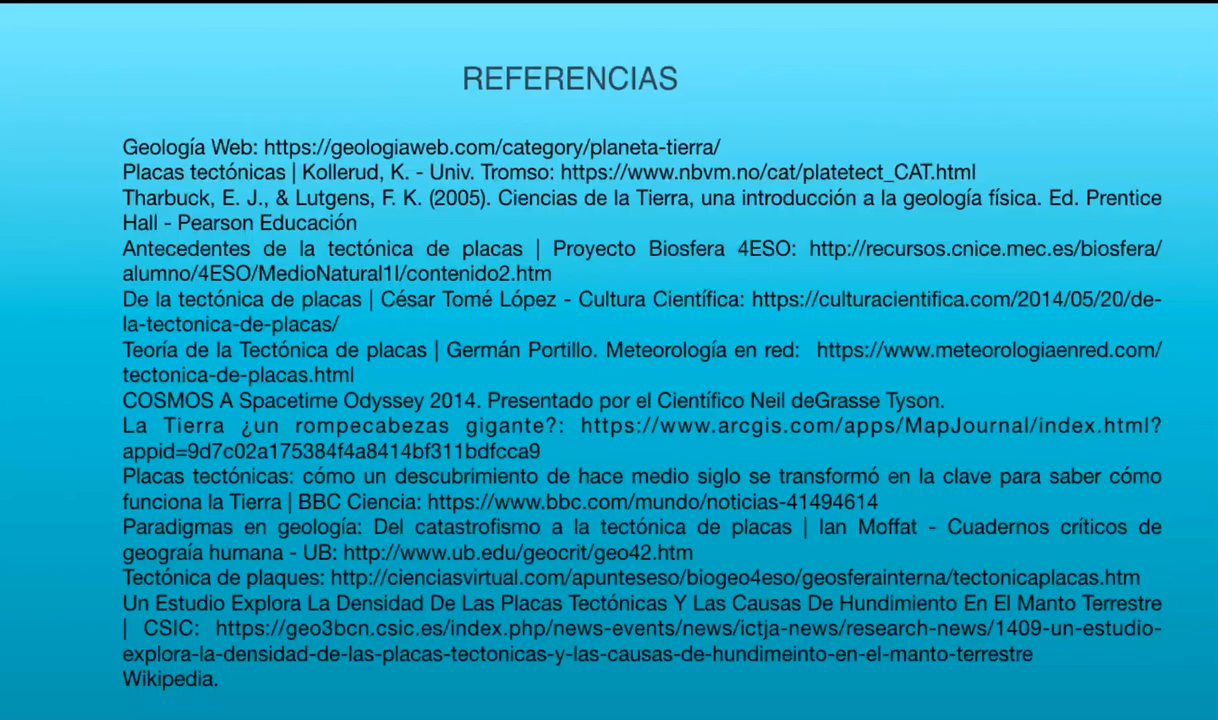 REFERENCIAS
Geología Web: https://geologiaweb.com/category/planeta-tierra/
Placas tectónicas | Kollerud, K. - Univ. Tromso: https://www.nbvm.no/cat/platetect_CAT.html
Tharbuck, E. J., & Lutgens, F. K. (2005). Ciencias de la Tierra, una introducción a la geología física. Ed. Prentice
Hall - Pearson Educación
Antecedentes de la tectónica de placas | Proyecto Biosfera 4ESO: http://recursos.cnice.mec.es/biosfera/
alumno/4ESO/MedioNatural1I/contenido2.htm
De la tectónica de placas | César Tomé López - Cultura Científica: https://culturacientifica.com/2014/05/20/de-
la-tectonica-de-placas/
Teoría de la Tectónica de placas | Germán Portillo. Meteorología en red: https://www.meteorologiaenred.com/
tectonica-de-placas.html
COSMOS A Spacetime Odyssey 2014. Presentado por el Científico Neil deGrasse Tyson.
La Tierra ¿un rompecabezas gigante?: https://www.arcgis.com/apps/MapJournal/index.html?
appid=9d7c02a175384f4a8414bf311bdfcca9
Placas tectónicas: cómo un descubrimiento de hace medio siglo se transformó en la clave para saber cómo
funciona la Tierra | BBC Ciencia: https://www.bbc.com/mundo/noticias-41494614
Paradigmas en geología: Del catastrofismo a la tectónica de placas | Ian Moffat - Cuadernos críticos de
geograía humana - UB: http://www.ub.edu/geocrit/geo42.htm
Tectónica de plaques: http://cienciasvirtual.com/apunteseso/biogeo4eso/geosferainterna/tectonicaplacas.htm
Un Estudio Explora La Densidad De Las Placas Tectónicas Y Las Causas De Hundimiento En El Manto Terrestre
| CSIC: https://geo3bcn.csic.es/index.php/news-events/news/ictja-news/research-news/1409-un-estudio-
explora-la-densidad-de-las-placas-tectonicas-y-las-causas-de-hundimeinto-en-el-manto-terrestre
Wikipedia.